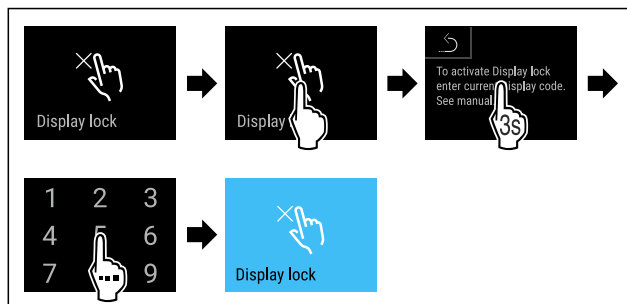 Display lock
Display
To activate Display lock
enter current display code.
See manual
3s
1 2 3
4 5 6
7 9
Display lock